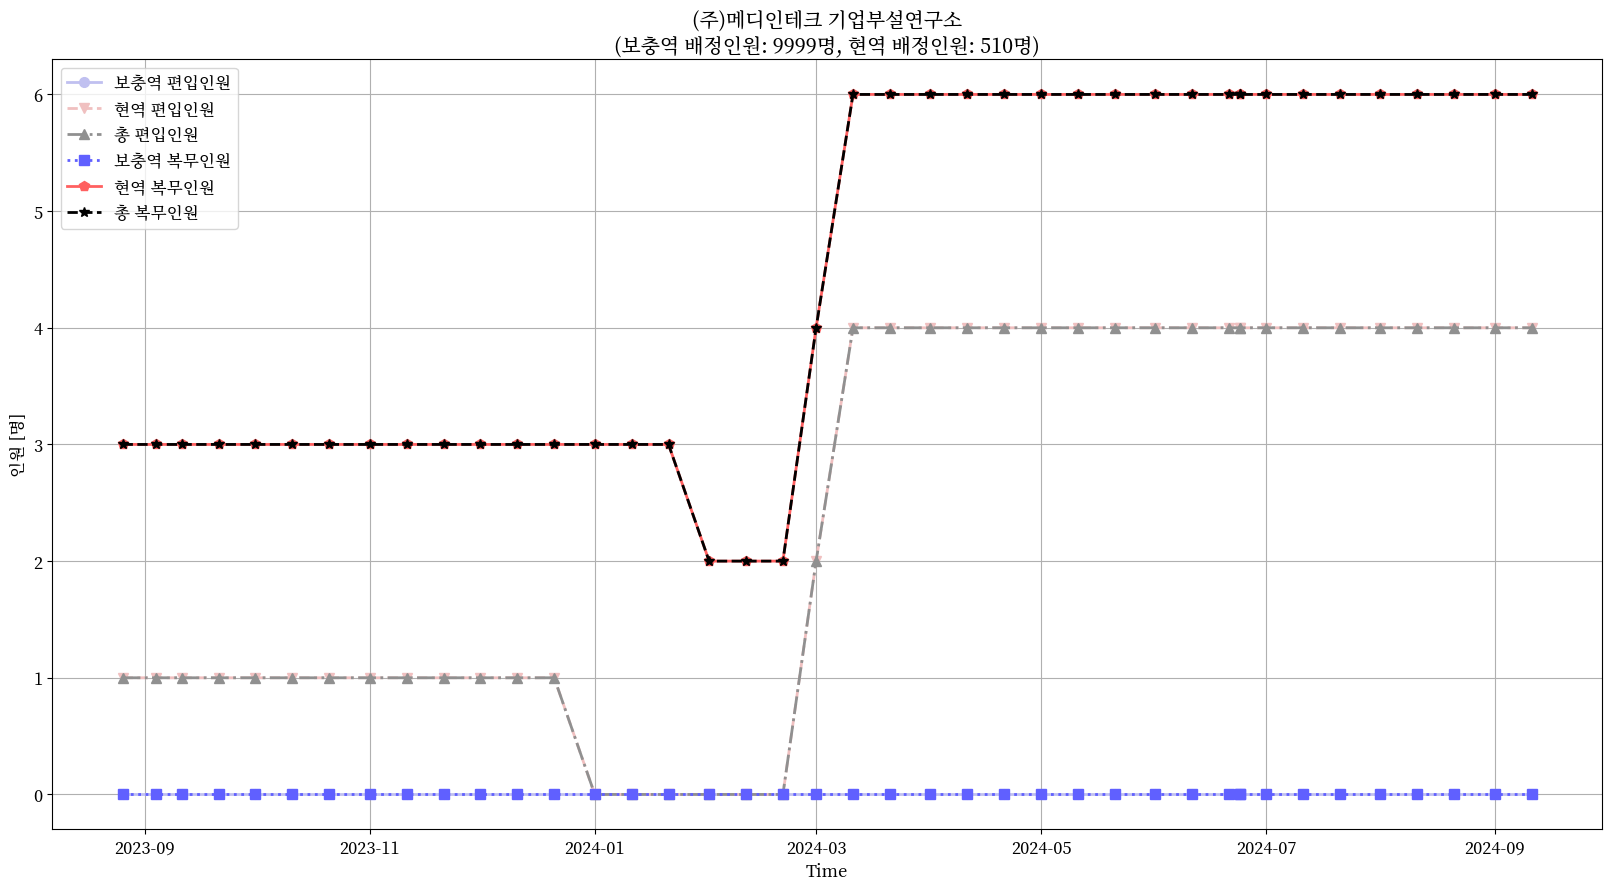 (주)메디인테크 기업부설연구소
(보충역 배정인원: 9999명, 현역 배정인원: 510명)
보충역 편입인원
현역 편입인원
총 편입인원
보충역 복무인원
현역 복무인원
총 복무인원
인원 [명]
6
5
4
3
2
1
0
2023-09
2023-11
2024-01
2024-03
2024-05
2024-07
2024-09
Time